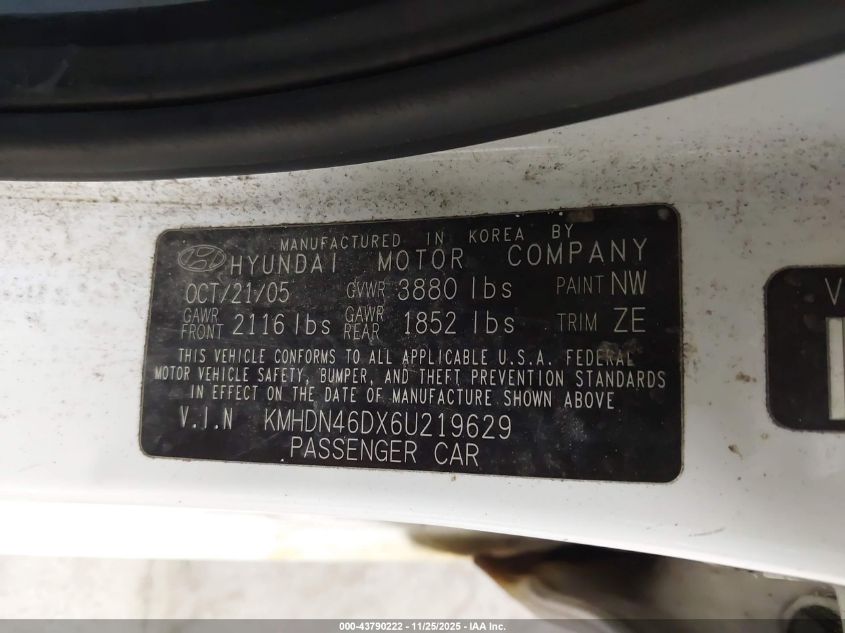 MANUFACTURED IN KOREA BY
HYUNDAI MOTOR COMPANY
OCT/21/05 GVWR 3880 lbs PAINT NW
GAWR FRONT 2116 lbs GAWR REAR 1852 lbs TRIM ZE
THIS VEHICLE CONFORMS TO ALL APPLICABLE U.S.A. FEDERAL
MOTOR VEHICLE SAFETY, BUMPER, AND THEFT PREVENTION STANDARDS
IN EFFECT ON THE DATE OF MANUFACTURE SHOWN ABOVE
V.I.N KMHDN46DX6U219629
PASSENGER CAR
V
000-43790222 - 11/25/2025 - IAA Inc.